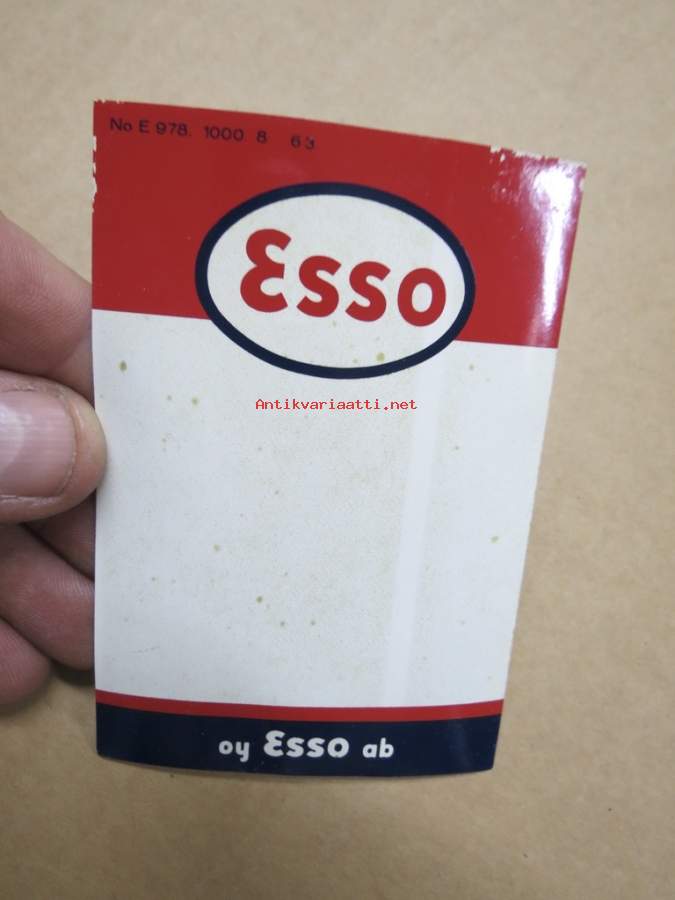 No E 978. 1000. 8 63
Esso
Antikvariaatti.net
oy Esso ab